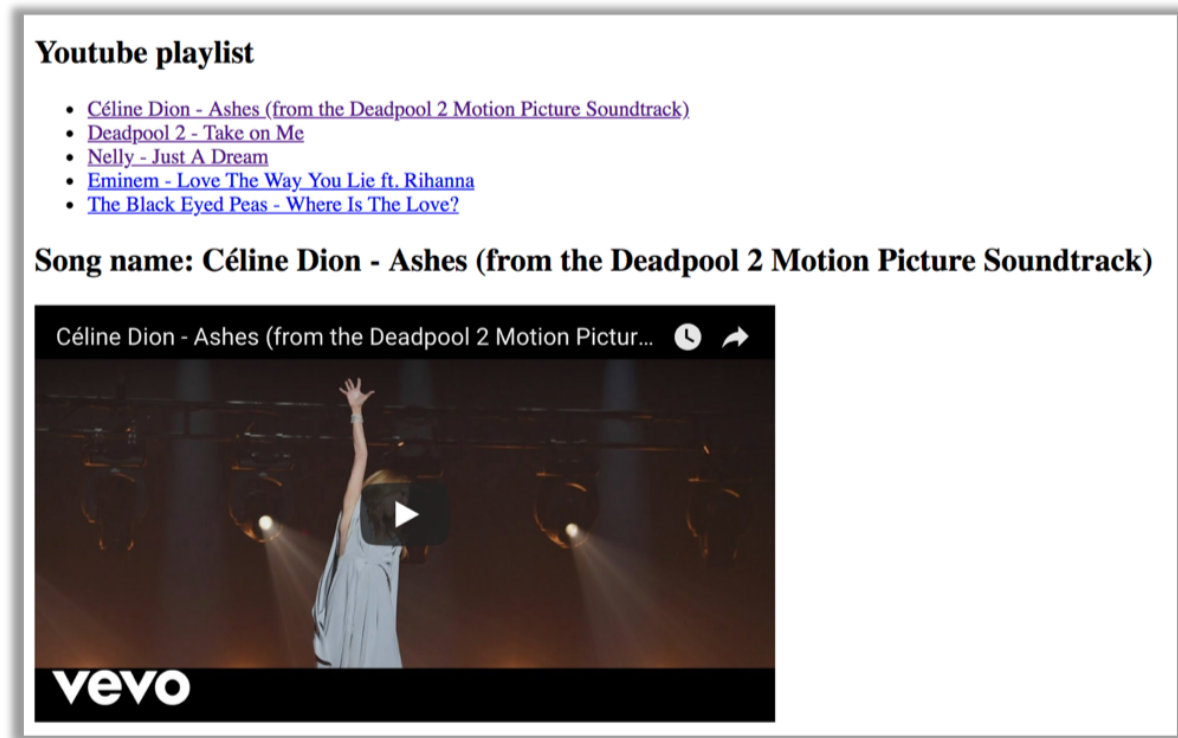 Youtube playlist
Céline Dion - Ashes (from the Deadpool 2 Motion Picture Soundtrack)
Deadpool 2 - Take on Me
Nelly - Just A Dream
Eminem - Love The Way You Lie ft. Rihanna
The Black Eyed Peas - Where Is The Love?
Song name: Céline Dion - Ashes (from the Deadpool 2 Motion Picture Soundtrack)
Céline Dion - Ashes (from the Deadpool 2 Motion Pictur...
vevo